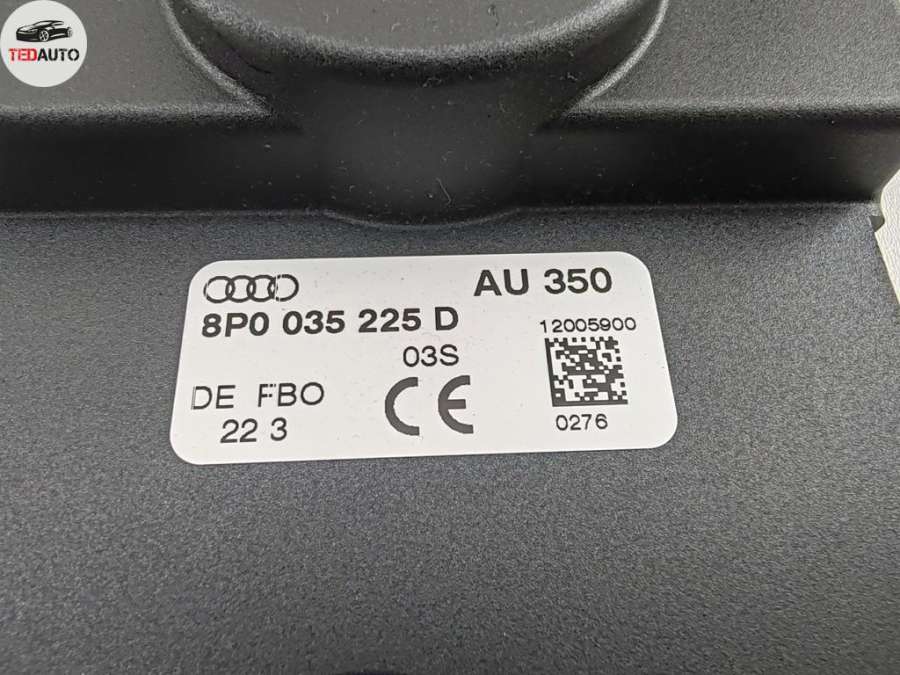 TEDAUTO
AU 350
8P0 035 225 D
12005900
03S
DE FBO
CE
22 3
0276